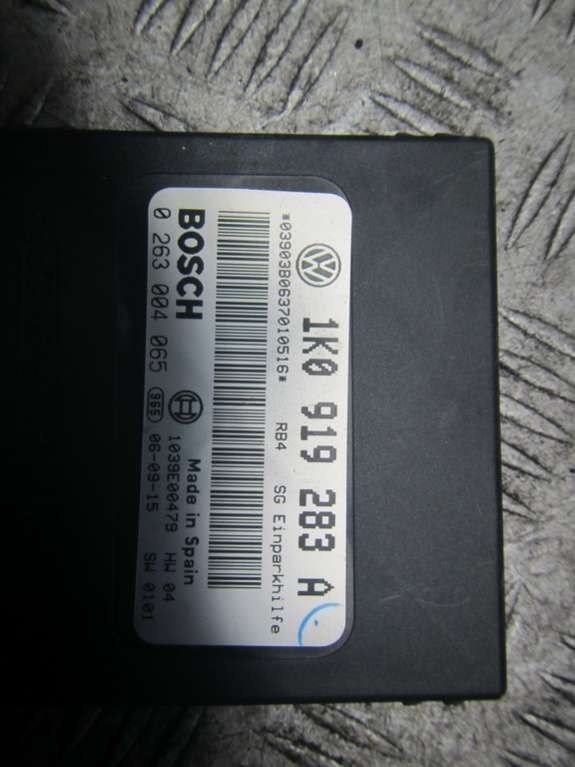 1K0 919 283 A
RB4 SG Einparkhilfe
*03903B0637010516*
BOSCH
Made in Spain
1039E00479 HW 04
0 263 004 065 965 06-09-15 SW 0101